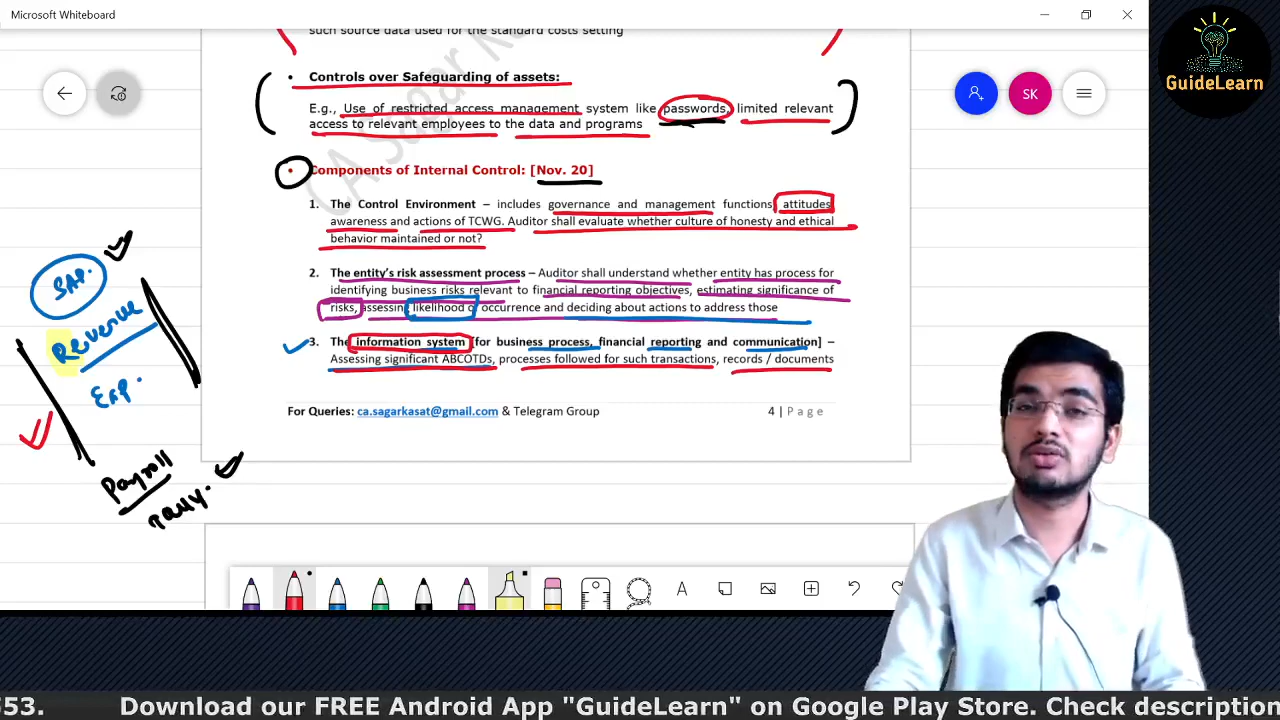 Microsoft Whiteboard
GuideLearn
SK
such source data used for the standard costs setting
• Controls over Safeguarding of assets:
E.g., Use of restricted access management system like passwords, limited relevant
access to relevant employees to the data and programs
CA Sagar Ka
• Components of Internal Control: [Nov. 20]
1. The Control Environment – includes governance and management functions, attitudes
awareness and actions of TCWG. Auditor shall evaluate whether culture of honesty and ethical
behavior maintained or not?
2. The entity's risk assessment process – Auditor shall understand whether entity has process for
identifying business risks relevant to financial reporting objectives, estimating significance of
risks, assessing likelihood of occurrence and deciding about actions to address those
3. The information system [for business process, financial reporting and communication] –
Assessing significant ABCOTDs, processes followed for such transactions, records / documents
For Queries: ca.sagarkasat@gmail.com & Telegram Group 4 | Page
SAP.
Revenue
Exp.
Payroll
Tally.
A
53. Download our FREE Android App "GuideLearn" on Google Play Store. Check description